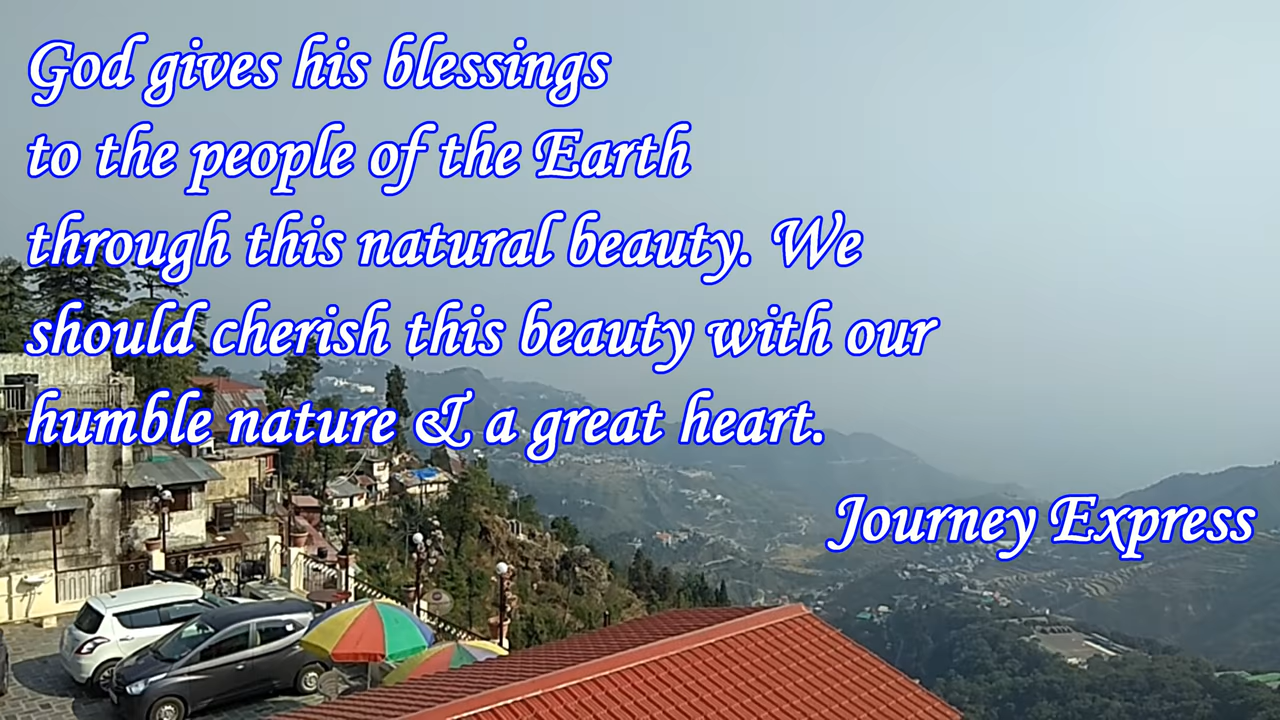 God gives his blessings
to the people of the Earth
through this natural beauty. We
should cherish this beauty with our
humble nature & a great heart.
Journey Express